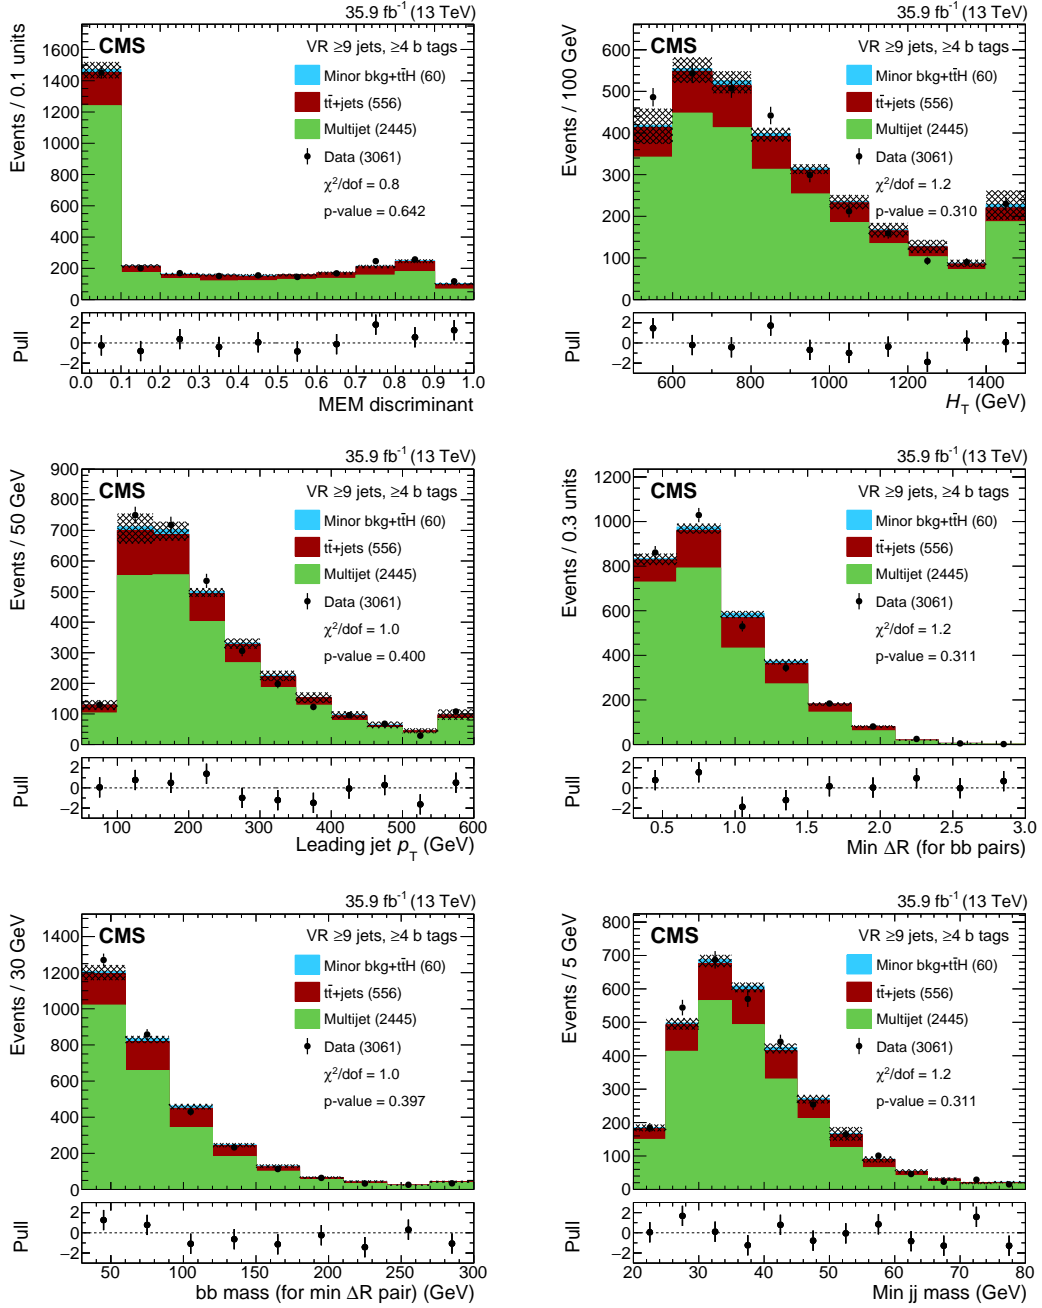 35.9 fb⁻¹ (13 TeV)
CMS
VR ≥9 jets, ≥4 b tags
Minor bkg+tt̄H (60)
tt̄+jets (556)
Multijet (2445)
Data (3061)
χ²/dof = 0.8
p-value = 0.642
Events / 0.1 units
1600
1400
1200
1000
800
600
400
200
0
Pull
2
0
−2
0.0 0.1 0.2 0.3 0.4 0.5 0.6 0.7 0.8 0.9 1.0
MEM discriminant
35.9 fb⁻¹ (13 TeV)
CMS
VR ≥9 jets, ≥4 b tags
Minor bkg+tt̄H (60)
tt̄+jets (556)
Multijet (2445)
Data (3061)
χ²/dof = 1.2
p-value = 0.310
Events / 100 GeV
600
500
400
300
200
100
0
Pull
2
0
−2
600 800 1000 1200 1400
H_T (GeV)
35.9 fb⁻¹ (13 TeV)
CMS
VR ≥9 jets, ≥4 b tags
Minor bkg+tt̄H (60)
tt̄+jets (556)
Multijet (2445)
Data (3061)
χ²/dof = 1.0
p-value = 0.400
Events / 50 GeV
900
800
700
600
500
400
300
200
100
0
Pull
2
0
−2
100 200 300 400 500 600
Leading jet p_T (GeV)
35.9 fb⁻¹ (13 TeV)
CMS
VR ≥9 jets, ≥4 b tags
Minor bkg+tt̄H (60)
tt̄+jets (556)
Multijet (2445)
Data (3061)
χ²/dof = 1.2
p-value = 0.311
Events / 0.3 units
1200
1000
800
600
400
200
0
Pull
2
0
−2
0.5 1.0 1.5 2.0 2.5 3.0
Min ΔR (for bb pairs)
35.9 fb⁻¹ (13 TeV)
CMS
VR ≥9 jets, ≥4 b tags
Minor bkg+tt̄H (60)
tt̄+jets (556)
Multijet (2445)
Data (3061)
χ²/dof = 1.0
p-value = 0.397
Events / 30 GeV
1400
1200
1000
800
600
400
200
0
Pull
2
0
−2
50 100 150 200 250 300
bb mass (for min ΔR pair) (GeV)
35.9 fb⁻¹ (13 TeV)
CMS
VR ≥9 jets, ≥4 b tags
Minor bkg+tt̄H (60)
tt̄+jets (556)
Multijet (2445)
Data (3061)
χ²/dof = 1.2
p-value = 0.311
Events / 5 GeV
800
700
600
500
400
300
200
100
0
Pull
2
0
−2
20 30 40 50 60 70 80
Min jj mass (GeV)